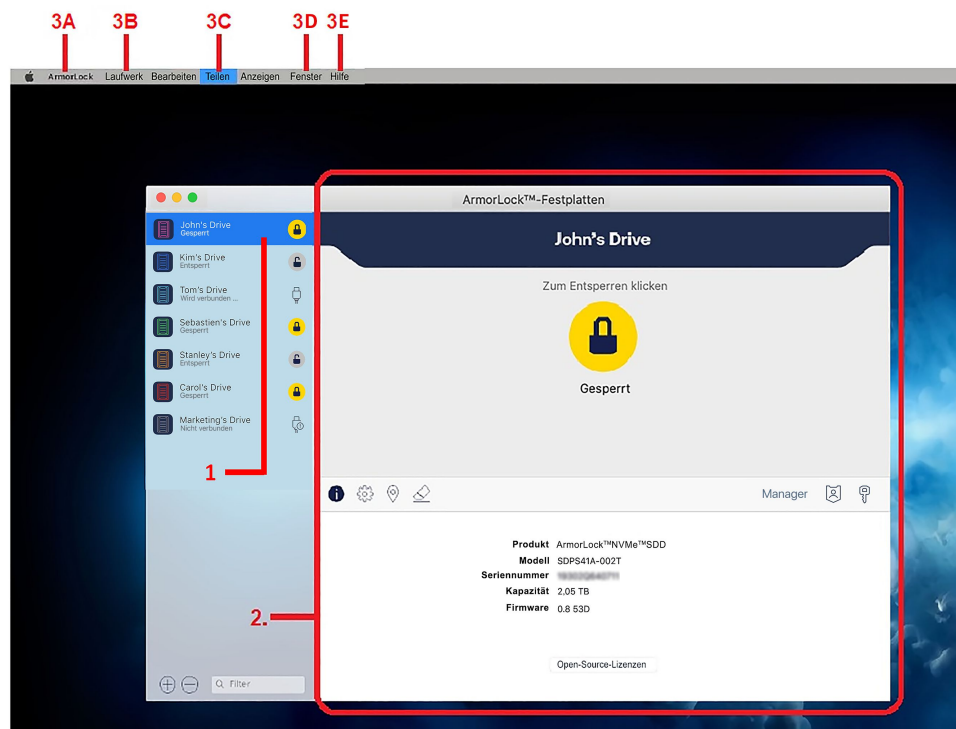 3A 3B 3C 3D 3E
ArmorLock Laufwerk Bearbeiten Teilen Anzeigen Fenster Hilfe
ArmorLock™-Festplatten
John's Drive
Gesperrt
Kim's Drive
Entsperrt
Tom's Drive
Wird verbunden ...
Sebastien's Drive
Gesperrt
Stanley's Drive
Entsperrt
Carol's Drive
Gesperrt
Marketing's Drive
Nicht verbunden
1
2.
Filter
John's Drive
Zum Entsperren klicken
Gesperrt
Manager
Produkt ArmorLock™NVMe™SDD
Modell SDPS41A-002T
Seriennummer
Kapazität 2,05 TB
Firmware 0.8 53D
Open-Source-Lizenzen